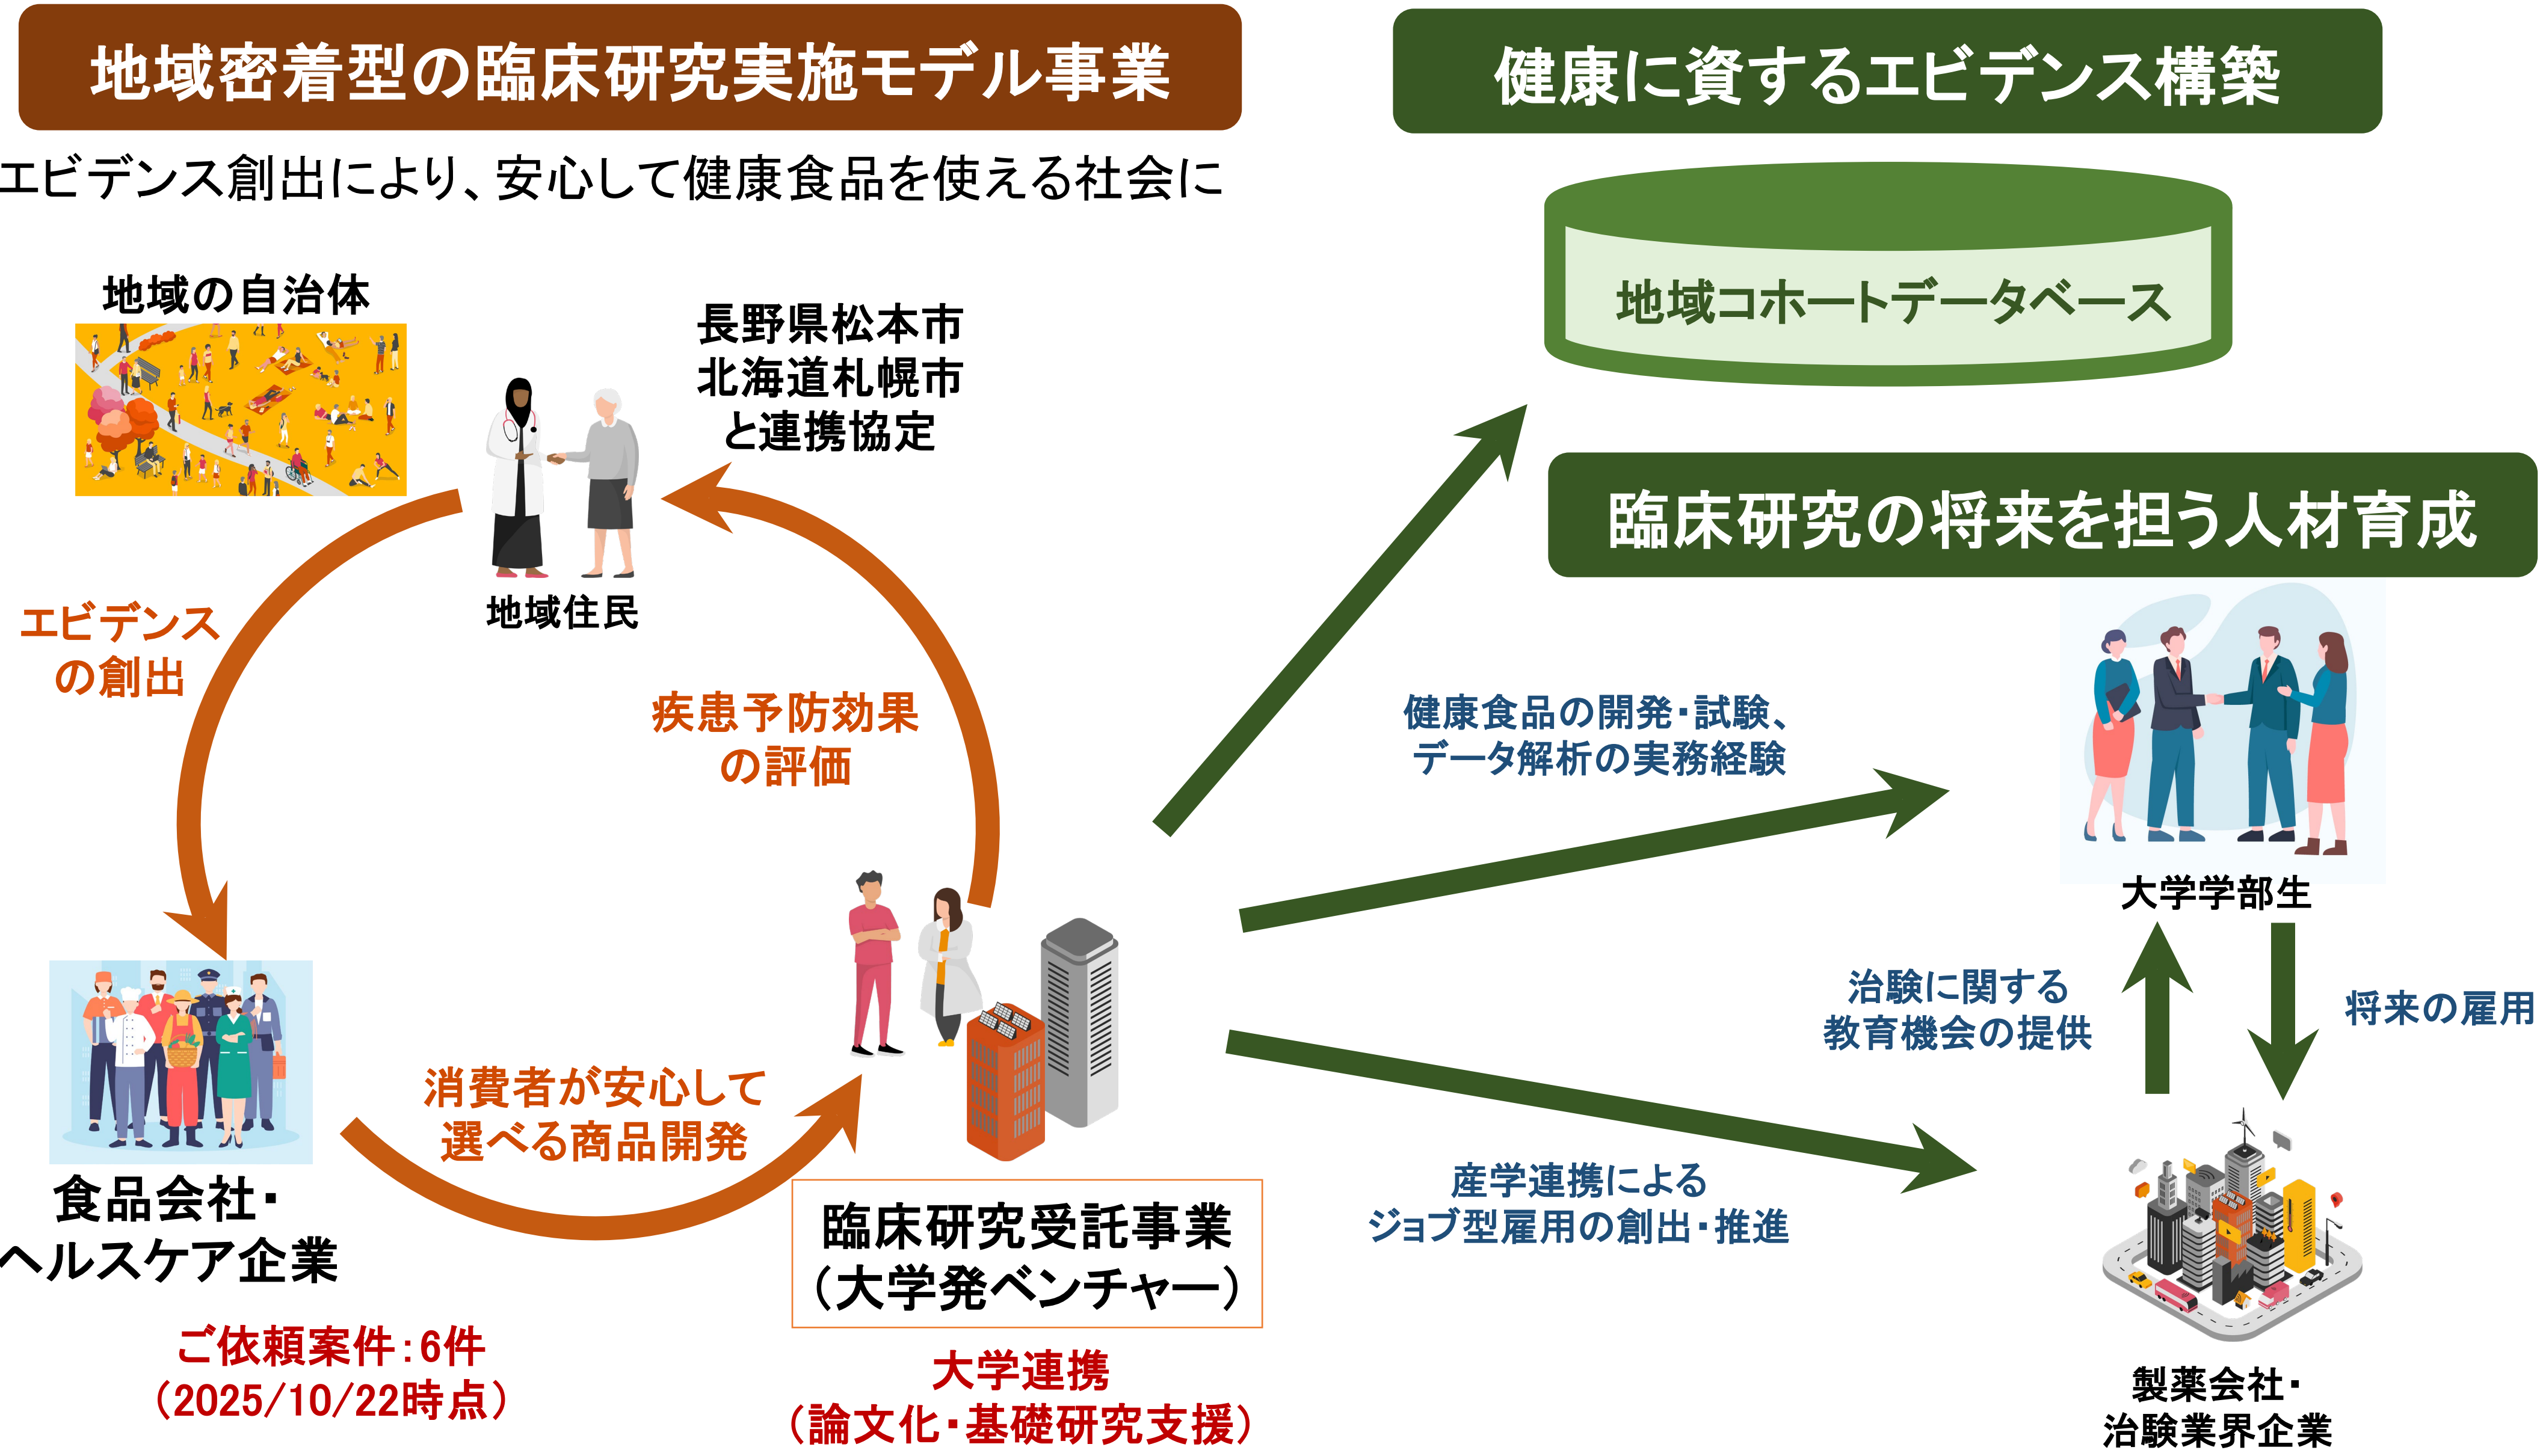 地域密着型の臨床研究実施モデル事業
エビデンス創出により、安心して健康食品を使える社会に
地域の自治体
長野県松本市
北海道札幌市
と連携協定
地域住民
エビデンス
の創出
疾患予防効果
の評価
消費者が安心して
選べる商品開発
食品会社・
ヘルスケア企業
ご依頼案件：6件
（2025/10/22時点）
臨床研究受託事業
（大学発ベンチャー）
大学連携
（論文化・基礎研究支援）
健康に資するエビデンス構築
地域コホートデータベース
臨床研究の将来を担う人材育成
健康食品の開発・試験、
データ解析の実務経験
大学学部生
治験に関する
教育機会の提供
将来の雇用
産学連携による
ジョブ型雇用の創出・推進
製薬会社・
治験業界企業